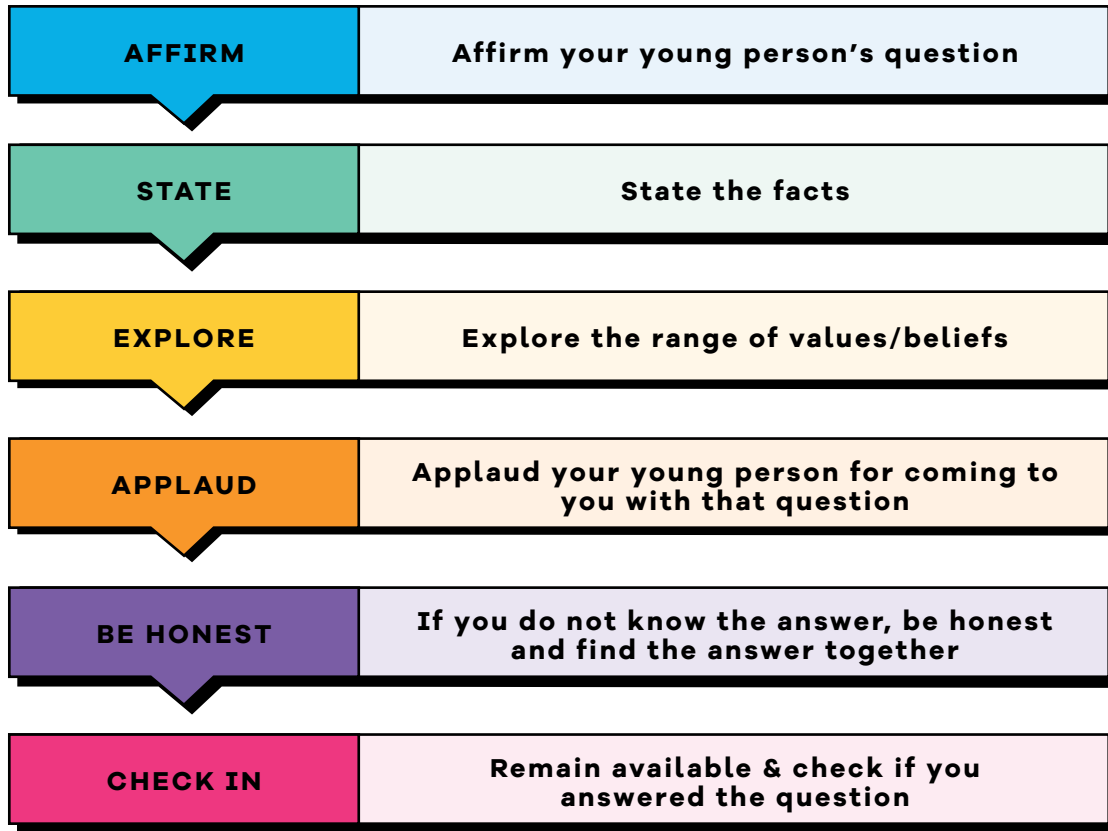 AFFIRM
Affirm your young person’s question
STATE
State the facts
EXPLORE
Explore the range of values/beliefs
APPLAUD
Applaud your young person for coming to
you with that question
BE HONEST
If you do not know the answer, be honest
and find the answer together
CHECK IN
Remain available & check if you
answered the question